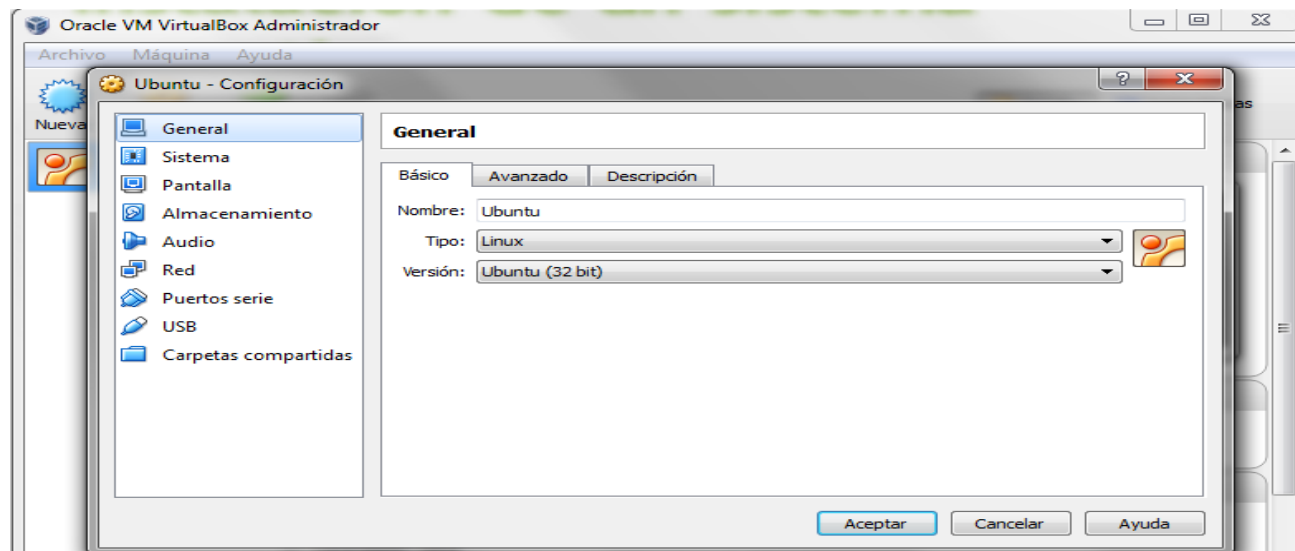 Oracle VM VirtualBox Administrador
Archivo Máquina Ayuda
Ubuntu - Configuración
Nueva
as
General
Sistema
Pantalla
Almacenamiento
Audio
Red
Puertos serie
USB
Carpetas compartidas
General
Básico Avanzado Descripción
Nombre: Ubuntu
Tipo: Linux
Versión: Ubuntu (32 bit)
Aceptar Cancelar Ayuda